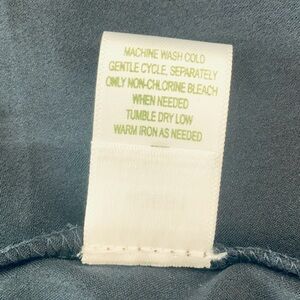 MACHINE WASH COLD
GENTLE CYCLE, SEPARATELY
ONLY NON-CHLORINE BLEACH
WHEN NEEDED
TUMBLE DRY LOW
WARM IRON AS NEEDED